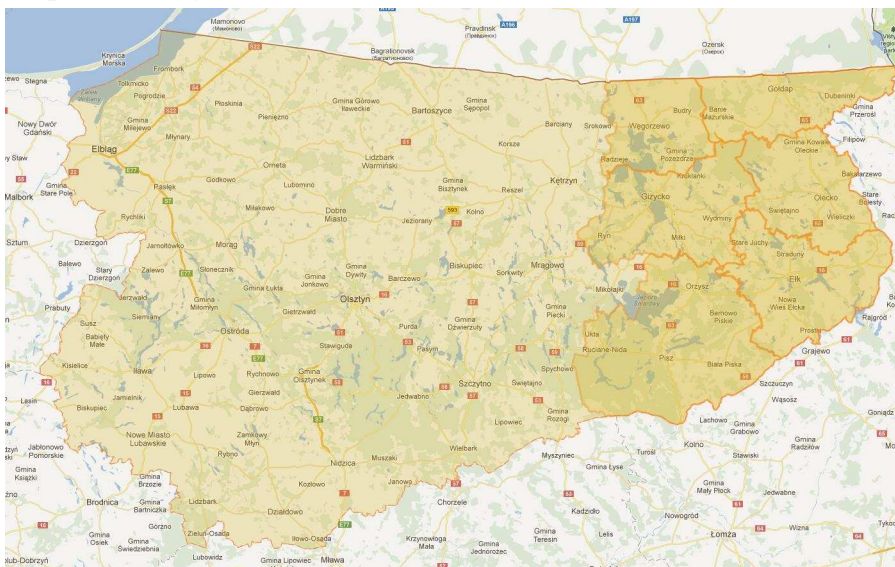 Mamonovo
(Мамоново)
Pravdinsk
(Правдинск)
A196
A197
Krynica
Morska
Bagrationovsk
(Багратионовск)
Ozersk
(Озерск)
Stegna
Frombork
Tolkmicko
Pogrodzie
Płoskinia
Pieniężno
Gmina Górowo
Iławeckie
Bartoszyce
Gmina
Sępopol
Barciany
Srokowo
Węgorzewo
Budry
Banie
Mazurskie
Gołdap
Dubeninki
Gmina
Przerośl
Nowy Dwór
Gdański
Gmina
Milejewo
Młynary
Elbląg
Orneta
Lidzbark
Warmiński
Korsze
Radzieje
Gmina
Pozezdrze
Gmina Kowale
Oleckie
Filipów
Bakałarzewo
Malbork
Gmina
Stare Pole
Pasłęk
Godkowo
Lubomino
Gmina
Bisztynek
Reszel
Kętrzyn
Kruklanki
Giżycko
Świętajno
Olecko
Wieliczki
Rychliki
Miłakowo
Dobre
Miasto
Jeziorany
Kolno
593
Ryn
Miłki
Wydminy
Stare Juchy
Straduny
Sztum
Dzierzgoń
Jarnołtówko
Morąg
Balewo
Stary
Dzierzgoń
Zalewo
Słonecznik
Gmina Łukta
Gmina
Jonkowo
Gmina
Dywity
Barczewo
Biskupiec
Sorkwity
Mrągowo
Mikołajki
Orzysz
Ełk
Nowa
Wieś Ełcka
Prabuty
Jerzwałd
Gmina
Miłomłyn
Gietrzwałd
Olsztyn
Susz
Siemiany
Ostróda
Purda
Gmina
Dźwierzuty
Gmina
Piecki
Bemowo
Piskie
Prostki
Rajgród
Babięty
Małe
Stawiguda
Pasym
Ukta
Ruciane-Nida
Pisz
Biała Piska
Grajewo
Kisielice
Iława
Lipowo
Rychnowo
Gmina
Olsztynek
Szczytno
Świętajno
Spychowo
Szczuczyn
Wąsosz
Lubawa
Gierzwałd
Dąbrowo
Jedwabno
Biskupiec
Jamielnik
Nowe Miasto
Lubawskie
Zamkowy
Młyn
Lipowiec
Gmina
Rozogi
Lachowo
Gmina
Grabowo
Jabłonowo
Pomorskie
Rybno
Nidzica
Muszaki
Wielbark
Myszyniec
Turośl
Kolno
Stawiski
Gmina
Radziłów
Gmina
Książki
Gmina
Brzozie
Kozłowo
Janowo
Gmina Łyse
Gmina
Mały Płock
Jedwabne
Brodnica
Gmina
Bartniczka
Lidzbark
Działdowo
Chorzele
Kadzidło
Nowogród
Wizna
Gmina
Osiek
Górzno
Gmina
Świedziebnia
Zieluń-Osada
Iłowo-Osada
Krzynowłoga
Mała
Gmina
Jednorożec
Gmina
Teresin
Lelis
Łomża
Lubowidz
Gmina Lipowiec
Mława